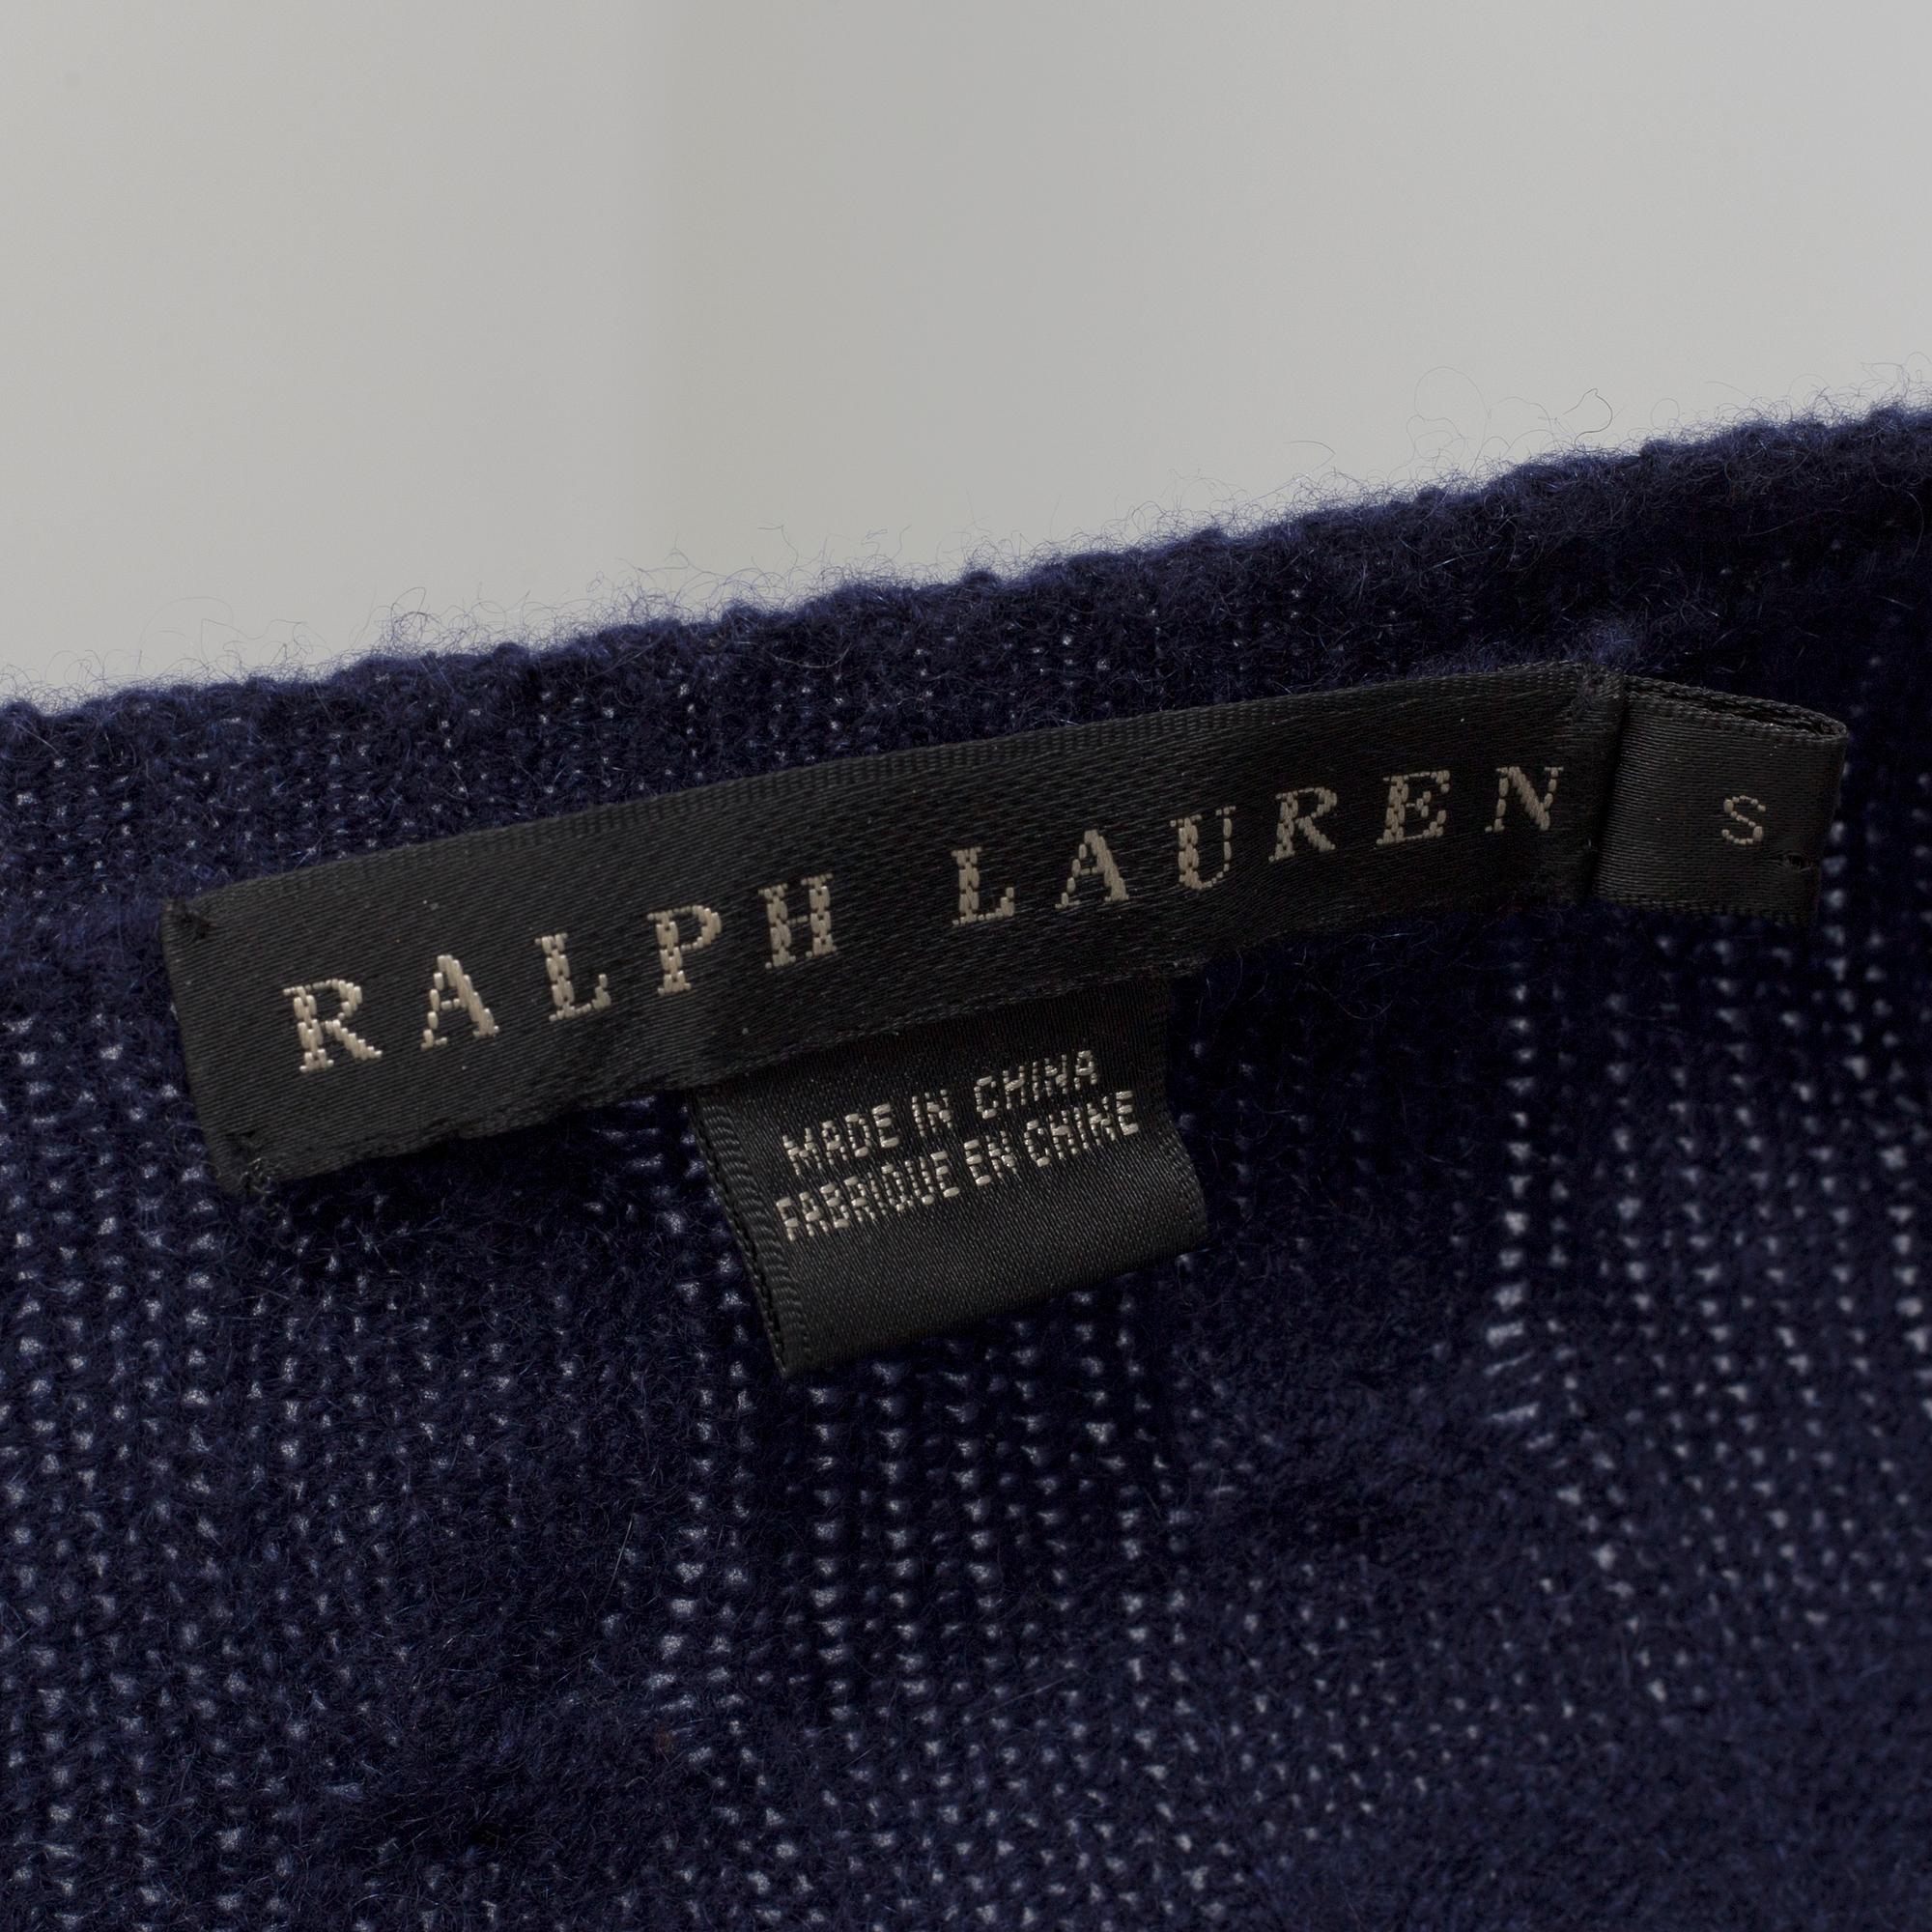 RALPH LAUREN
S
MADE IN CHINA
FABRIQUE EN CHINE